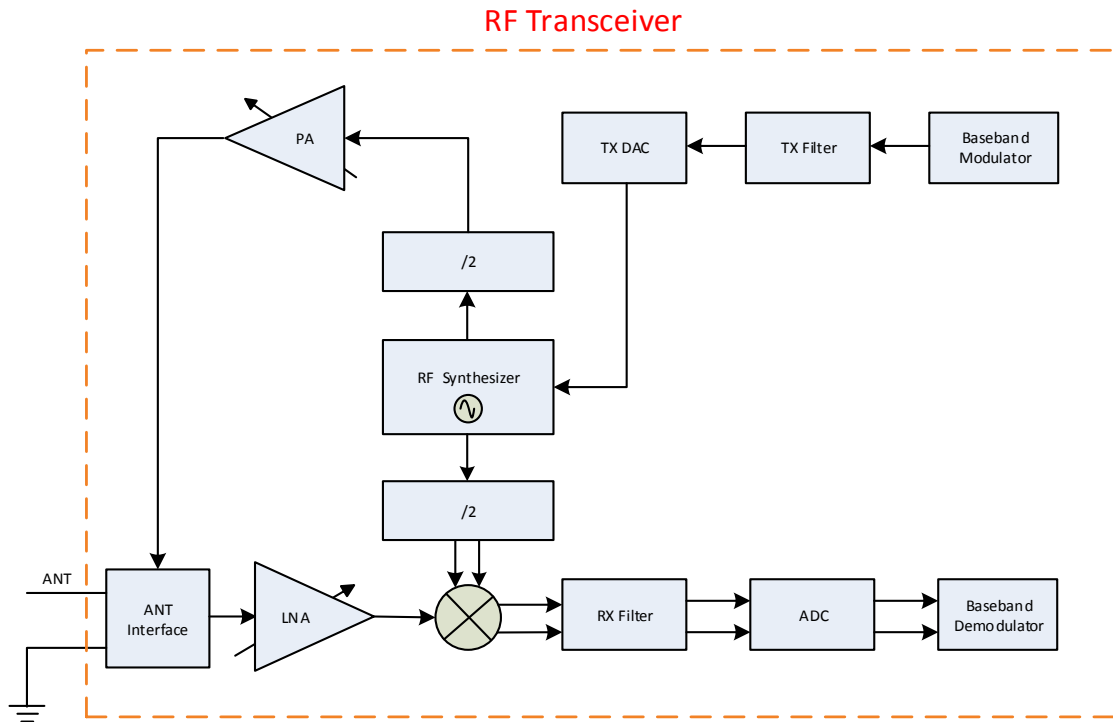 RF Transceiver
PA
TX DAC
TX Filter
Baseband
Modulator
/2
RF Synthesizer
/2
ANT
ANT
Interface
LNA
RX Filter
ADC
Baseband
Demodulator